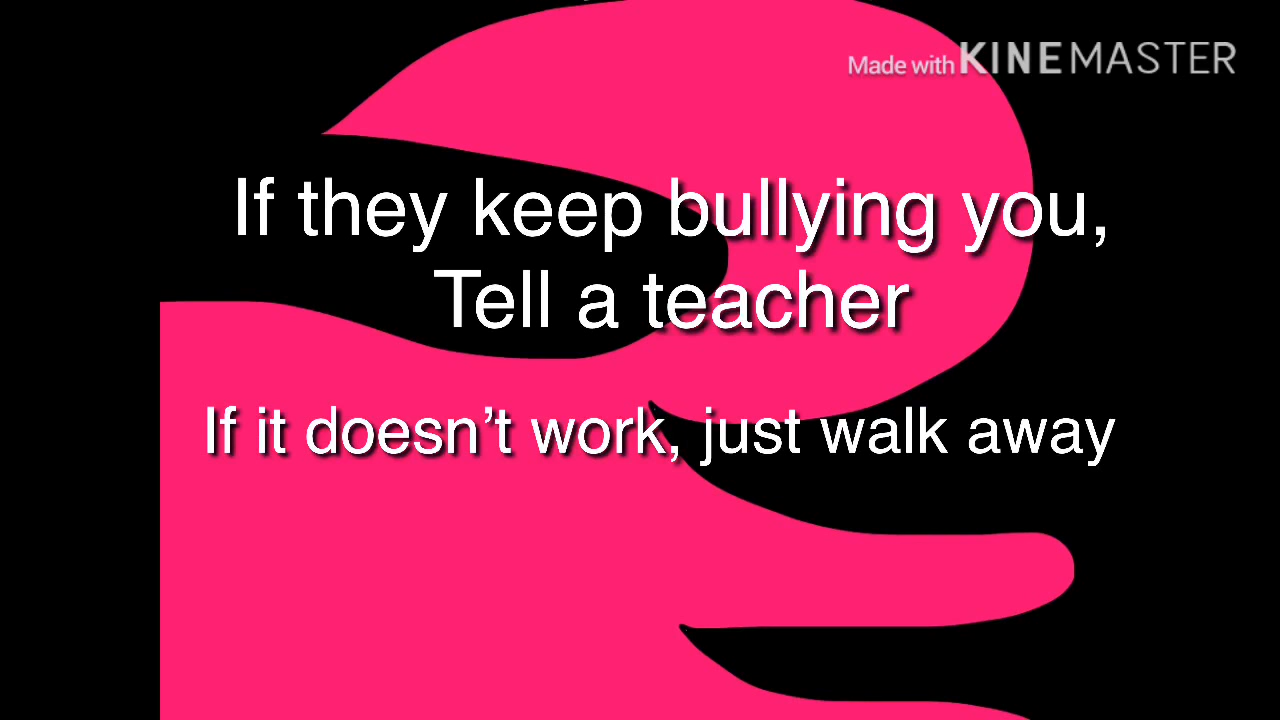 Made with KINEMASTER
If they keep bullying you,
Tell a teacher
If it doesn’t work, just walk away